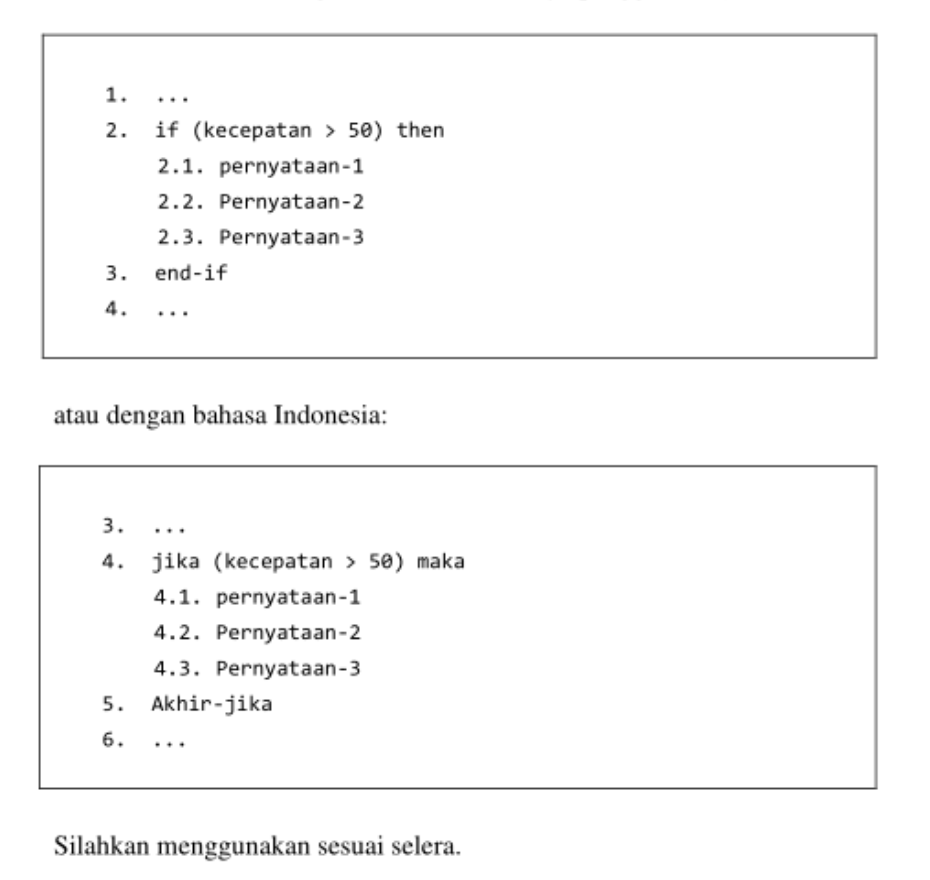 1. ...
2. if (kecepatan > 50) then
2.1. pernyataan-1
2.2. Pernyataan-2
2.3. Pernyataan-3
3. end-if
4. ...
atau dengan bahasa Indonesia:
3. ...
4. jika (kecepatan > 50) maka
4.1. pernyataan-1
4.2. Pernyataan-2
4.3. Pernyataan-3
5. Akhir-jika
6. ...
Silahkan menggunakan sesuai selera.